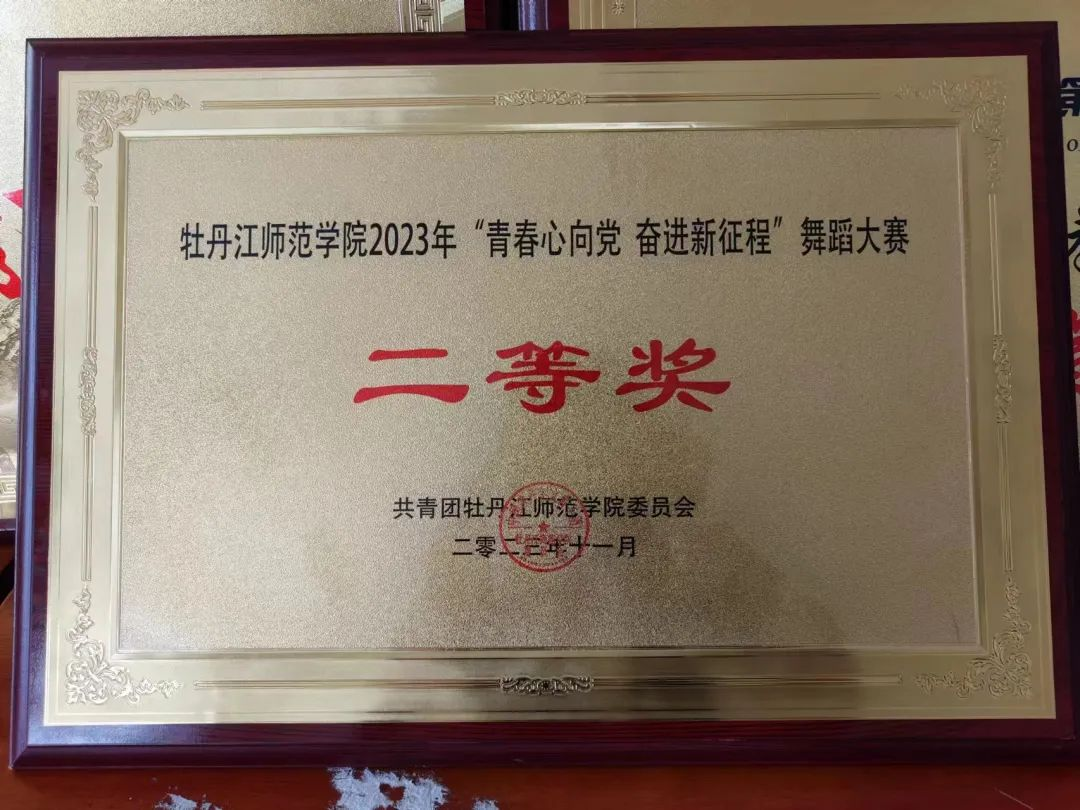 牡丹江师范学院2023年“青春心向党 奋进新征程”舞蹈大赛
二等奖
共青团牡丹江师范学院委员会
二零二三年十一月
第